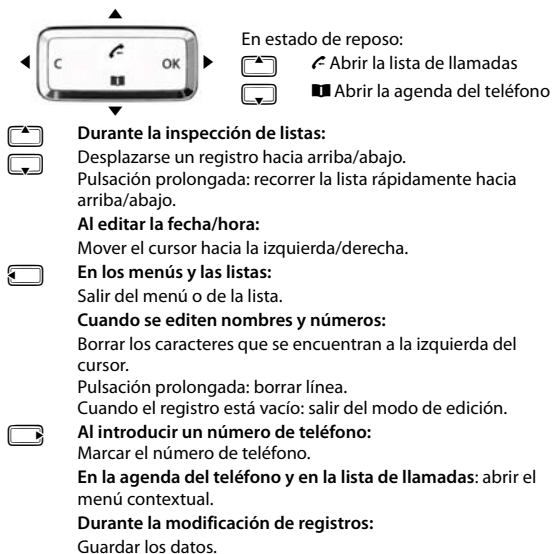 En estado de reposo:
Abrir la lista de llamadas
C OK
Abrir la agenda del teléfono
Durante la inspección de listas:
Desplazarse un registro hacia arriba/abajo.
Pulsación prolongada: recorrer la lista rápidamente hacia
arriba/abajo.
Al editar la fecha/hora:
Mover el cursor hacia la izquierda/derecha.
En los menús y las listas:
Salir del menú o de la lista.
Cuando se editen nombres y números:
Borrar los caracteres que se encuentran a la izquierda del
cursor.
Pulsación prolongada: borrar línea.
Cuando el registro está vacío: salir del modo de edición.
Al introducir un número de teléfono:
Marcar el número de teléfono.
En la agenda del teléfono y en la lista de llamadas: abrir el
menú contextual.
Durante la modificación de registros:
Guardar los datos.